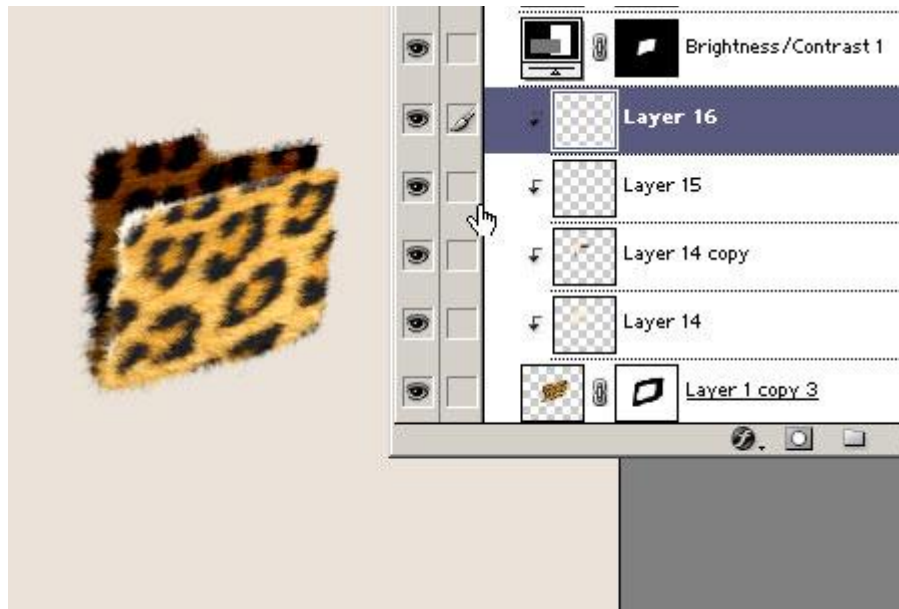 Brightness/Contrast 1
Layer 16
Layer 15
Layer 14 copy
Layer 14
Layer 1 copy 3